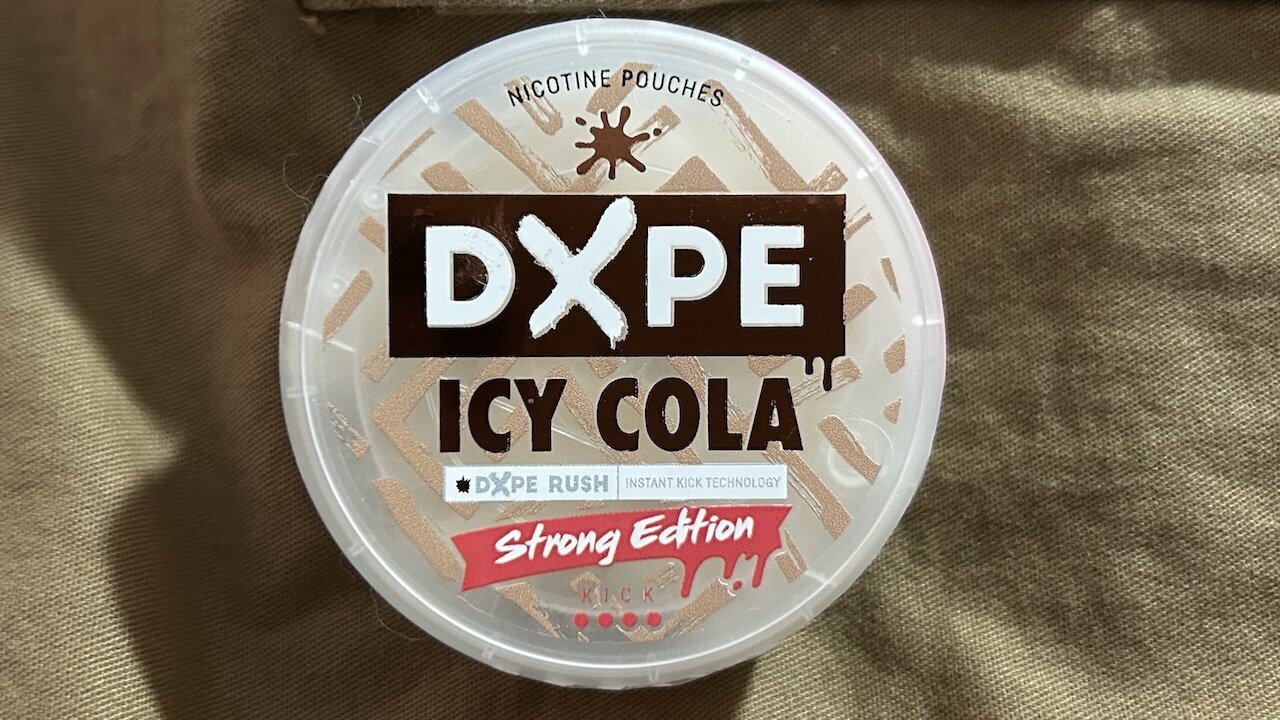 NICOTINE POUCHES
DXPE
ICY COLA
DXPE RUSH | INSTANT KICK TECHNOLOGY
Strong Edition
KICK